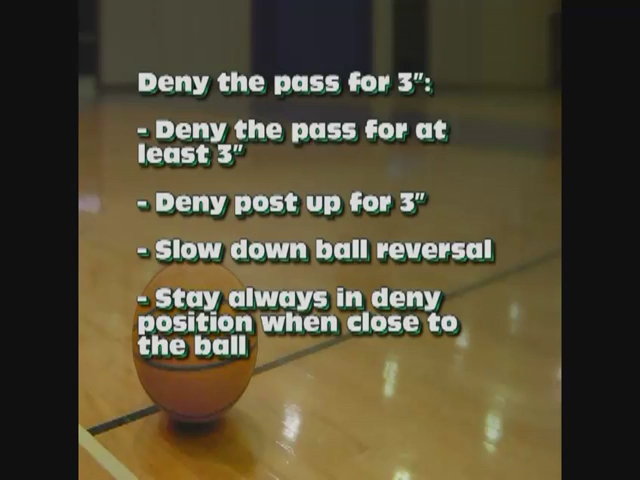 Deny the pass for 3":
- Deny the pass for at
least 3"
- Deny post up for 3"
- Slow down ball reversal
- Stay always in deny
position when close to
the ball